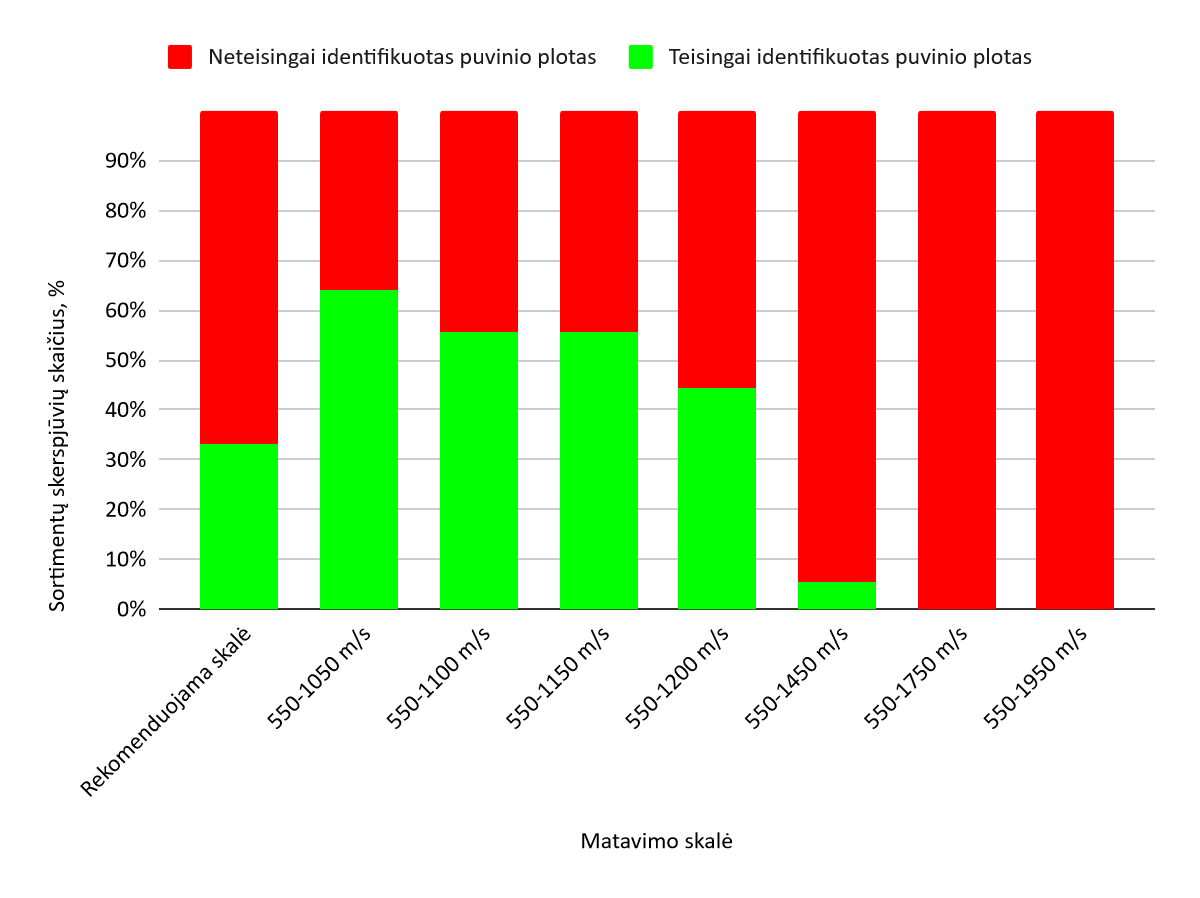 Neteisingai identifikuotas puvinio plotas
Teisingai identifikuotas puvinio plotas
Sortimentų skerspjūvių skaičius, %
90%
80%
70%
60%
50%
40%
30%
20%
10%
0%
Rekomenduojama skalė
550-1050 m/s
550-1100 m/s
550-1150 m/s
550-1200 m/s
550-1450 m/s
550-1750 m/s
550-1950 m/s
Matavimo skalė